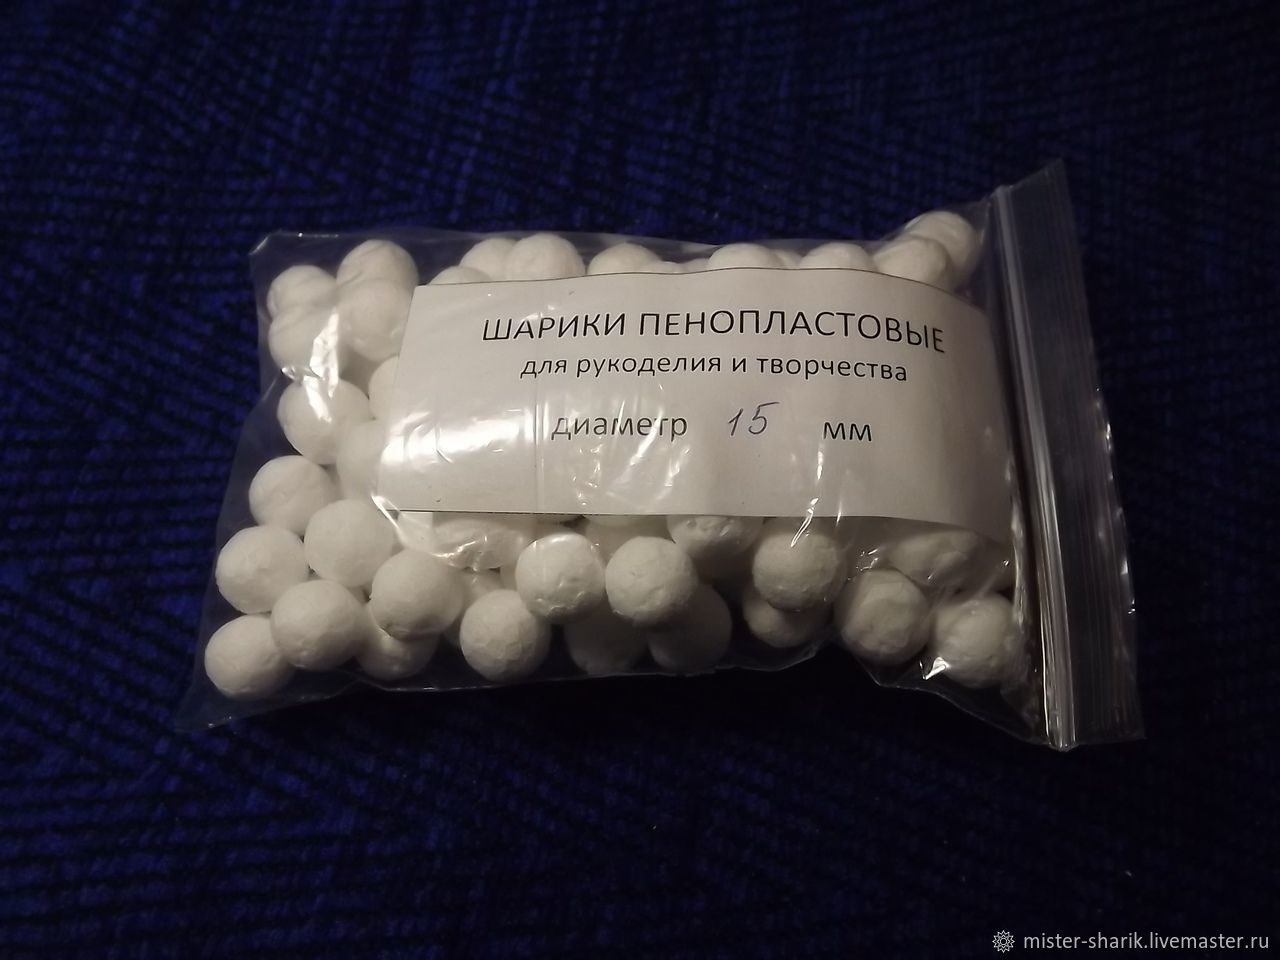 ШАРИКИ ПЕНОПЛАСТОВЫЕ
для рукоделия и творчества
диаметр 15 мм
mister-sharik.livemaster.ru